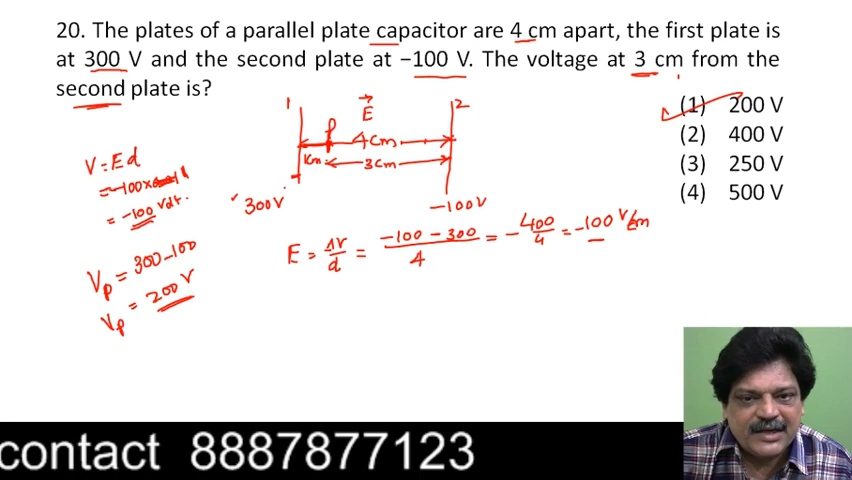 20. The plates of a parallel plate capacitor are 4 cm apart, the first plate is
at 300 V and the second plate at −100 V. The voltage at 3 cm from the
second plate is?
(1) 200 V
(2) 400 V
(3) 250 V
(4) 500 V
1
E
2
P
4cm
1cm
3cm
300V
-100V
V = Ed
= -100 x
= -100 Volt.
Vp = 300-100
Vp = 200 V
E = ΔV/d = -100 - 300 / 4 = - 400/4 = -100 V/cm
contact 8887877123